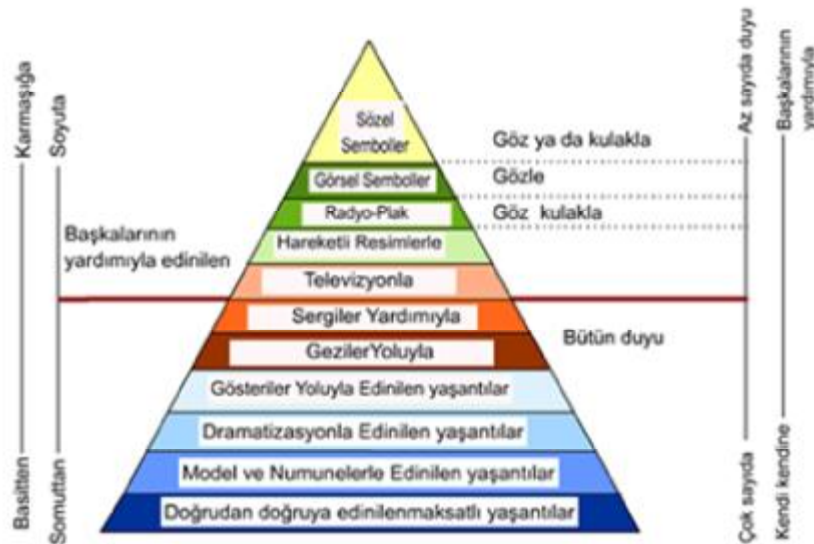 Sözel
Semboller
Görsel Semboller
Radyo-Plak
Hareketli Resimlerle
Televizyonla
Sergiler Yardımıyla
GezilerYoluyla
Gösteriler Yoluyla Edinilen yaşantılar
Dramatizasyonla Edinilen yaşantılar
Model ve Numunelerle Edinilen yaşantılar
Doğrudan doğruya edinilenmaksatlı yaşantılar
Karmaşığa
Basitten
Soyuta
Somuttan
Başkalarının
yardımıyla edinilen
Göz ya da kulakla
Gözle
Göz kulakla
Bütün duyu
Az sayıda duyu
Çok sayıda
Başkalarının
yardımıyla
Kendi kendine